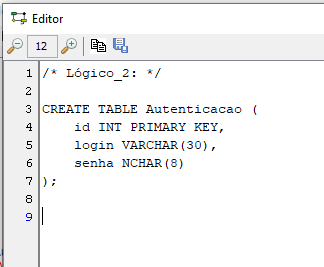 Editor
12
1 /* Lógico_2: */
2
3 CREATE TABLE Autenticacao (
4 id INT PRIMARY KEY,
5 login VARCHAR(30),
6 senha NCHAR(8)
7 );
8
9